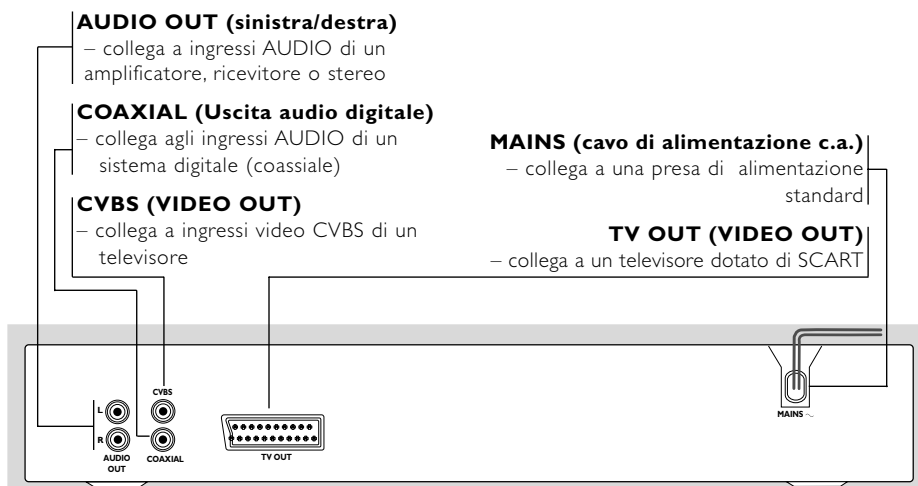 AUDIO OUT (sinistra/destra)
– collega a ingressi AUDIO di un
amplificatore, ricevitore o stereo
COAXIAL (Uscita audio digitale)
– collega agli ingressi AUDIO di un
sistema digitale (coassiale)
CVBS (VIDEO OUT)
– collega a ingressi video CVBS di un
televisore
MAINS (cavo di alimentazione c.a.)
– collega a una presa di alimentazione
standard
TV OUT (VIDEO OUT)
– collega a un televisore dotato di SCART
CVBS
L
R
AUDIO
OUT
COAXIAL
TV OUT
MAINS ~